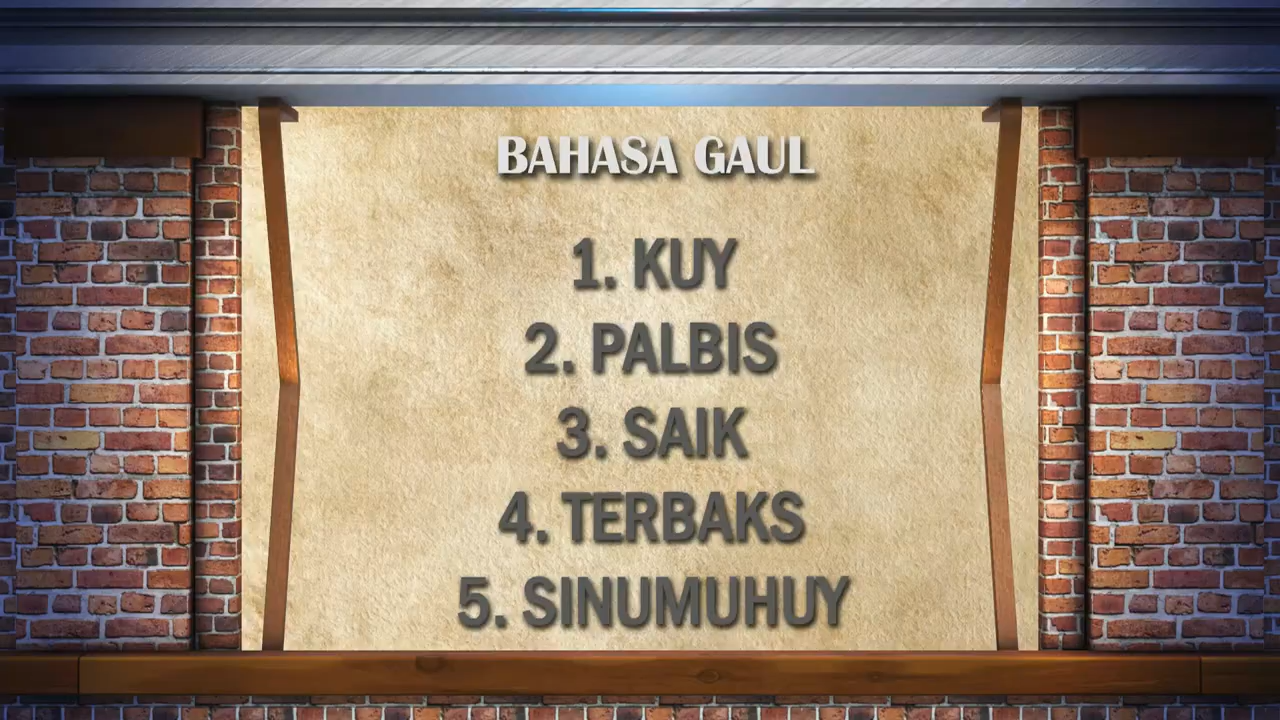 BAHASA GAUL
1. KUY
2. PALBIS
3. SAIK
4. TERBAKS
5. SINUMUHUY